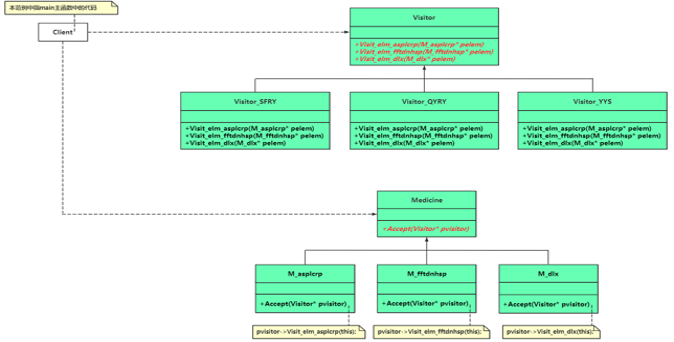 本范例中指main主函数中的代码
Client
Visitor
+Visit_elm_asplcrp(M_asplcrp* pelem)
+Visit_elm_fftdnhsp(M_fftdnhsp* pelem)
+Visit_elm_dlx(M_dlx* pelem)
Visitor_SFRY
+Visit_elm_asplcrp(M_asplcrp* pelem)
+Visit_elm_fftdnhsp(M_fftdnhsp* pelem)
+Visit_elm_dlx(M_dlx* pelem)
Visitor_QYRY
+Visit_elm_asplcrp(M_asplcrp* pelem)
+Visit_elm_fftdnhsp(M_fftdnhsp* pelem)
+Visit_elm_dlx(M_dlx* pelem)
Visitor_YYS
+Visit_elm_asplcrp(M_asplcrp* pelem)
+Visit_elm_fftdnhsp(M_fftdnhsp* pelem)
+Visit_elm_dlx(M_dlx* pelem)
Medicine
+Accept(Visitor* pvisitor)
M_asplcrp
+Accept(Visitor* pvisitor)
M_fftdnhsp
+Accept(Visitor* pvisitor)
M_dlx
+Accept(Visitor* pvisitor)
pvisitor->Visit_elm_asplcrp(this);
pvisitor->Visit_elm_fftdnhsp(this);
pvisitor->Visit_elm_dlx(this);